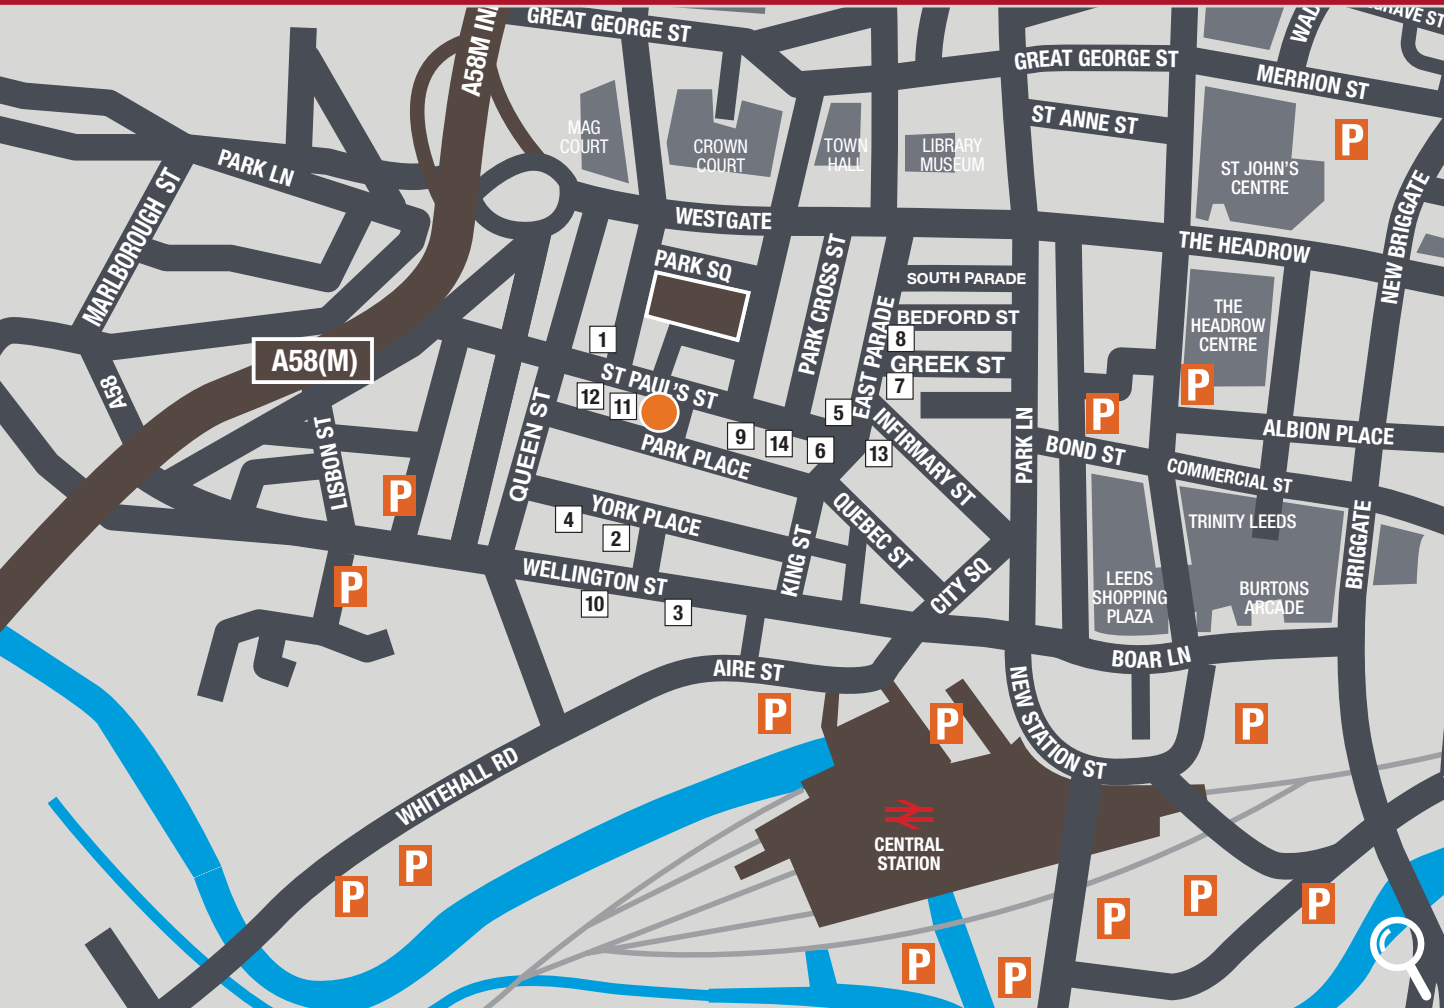 GREAT GEORGE ST
A58M IN
WAD
GRAVE ST
GREAT GEORGE ST
MERRION ST
ST ANNE ST
P
MAG
COURT
CROWN
COURT
TOWN
HALL
LIBRARY
MUSEUM
ST JOHN'S
CENTRE
PARK LN
MARLBOROUGH ST
WESTGATE
THE HEADROW
NEW BRIGGATE
PARK SQ
PARK CROSS ST
SOUTH PARADE
BEDFORD ST
EAST PARADE
GREEK ST
THE
HEADROW
CENTRE
1
8
7
A58(M)
A58
ST PAUL'S ST
12
11
5
P
P
INFIRMARY ST
QUEEN ST
PARK PLACE
9
14
6
13
PARK LN
BOND ST
ALBION PLACE
COMMERCIAL ST
LISBON ST
P
YORK PLACE
4
2
KING ST
QUEBEC ST
TRINITY LEEDS
BRIGGATE
WELLINGTON ST
10
3
CITY SQ
LEEDS
SHOPPING
PLAZA
BURTONS
ARCADE
P
AIRE ST
BOAR LN
NEW STATION ST
P
P
P
WHITEHALL RD
CENTRAL
STATION
P
P
P
P
P
P
P